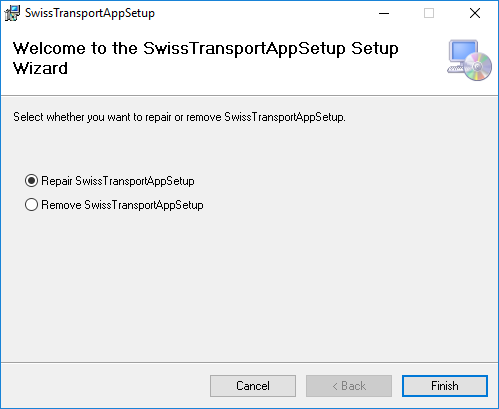 SwissTransportAppSetup
Welcome to the SwissTransportAppSetup Setup
Wizard
Select whether you want to repair or remove SwissTransportAppSetup.
Repair SwissTransportAppSetup
Remove SwissTransportAppSetup
Cancel
< Back
Finish